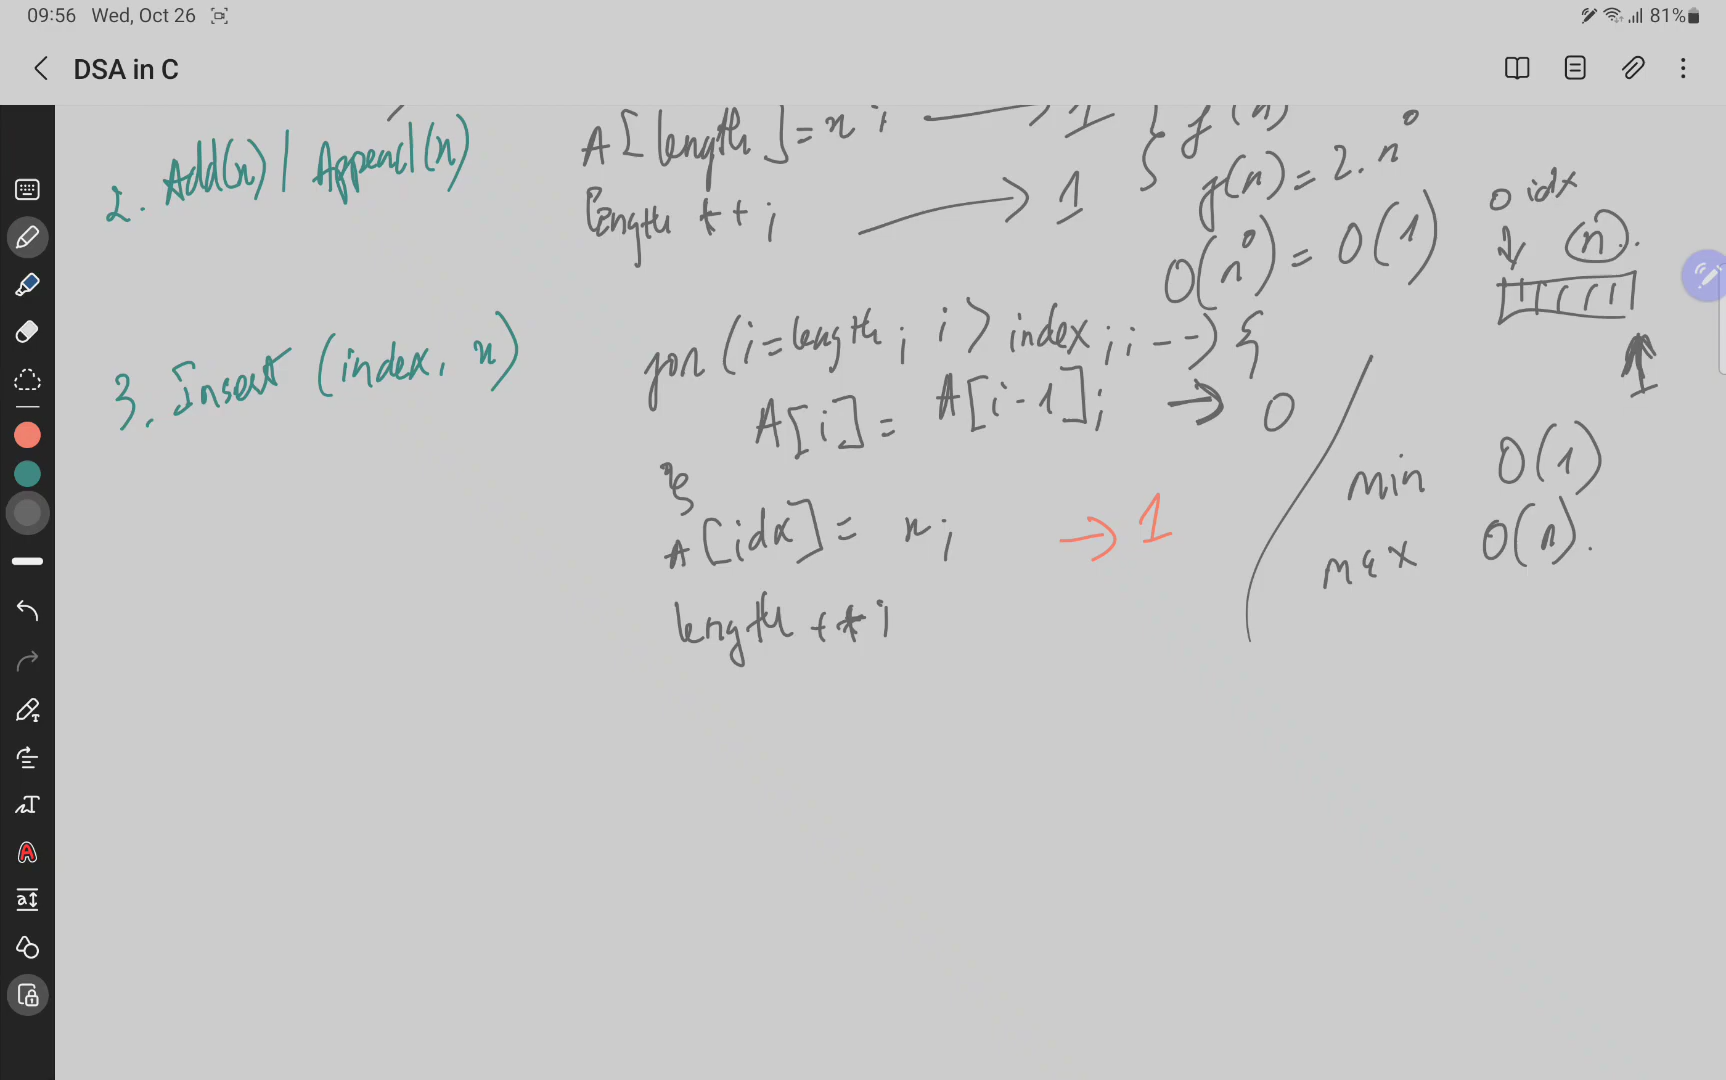 09:56 Wed, Oct 26
81%
DSA in C
2. Add(n) | Append(n)
A[length] = n; → 1
f(n)
length ++; → 1
g(n) = 2. n⁰
O(n⁰) = O(1)
0 idx
n
3. Insert (index, n)
for (i = length; i > index; i--) {
A[i] = A[i-1]; → 0
}
A[idx] = n; → 1
length ++;
min O(1)
max O(n).